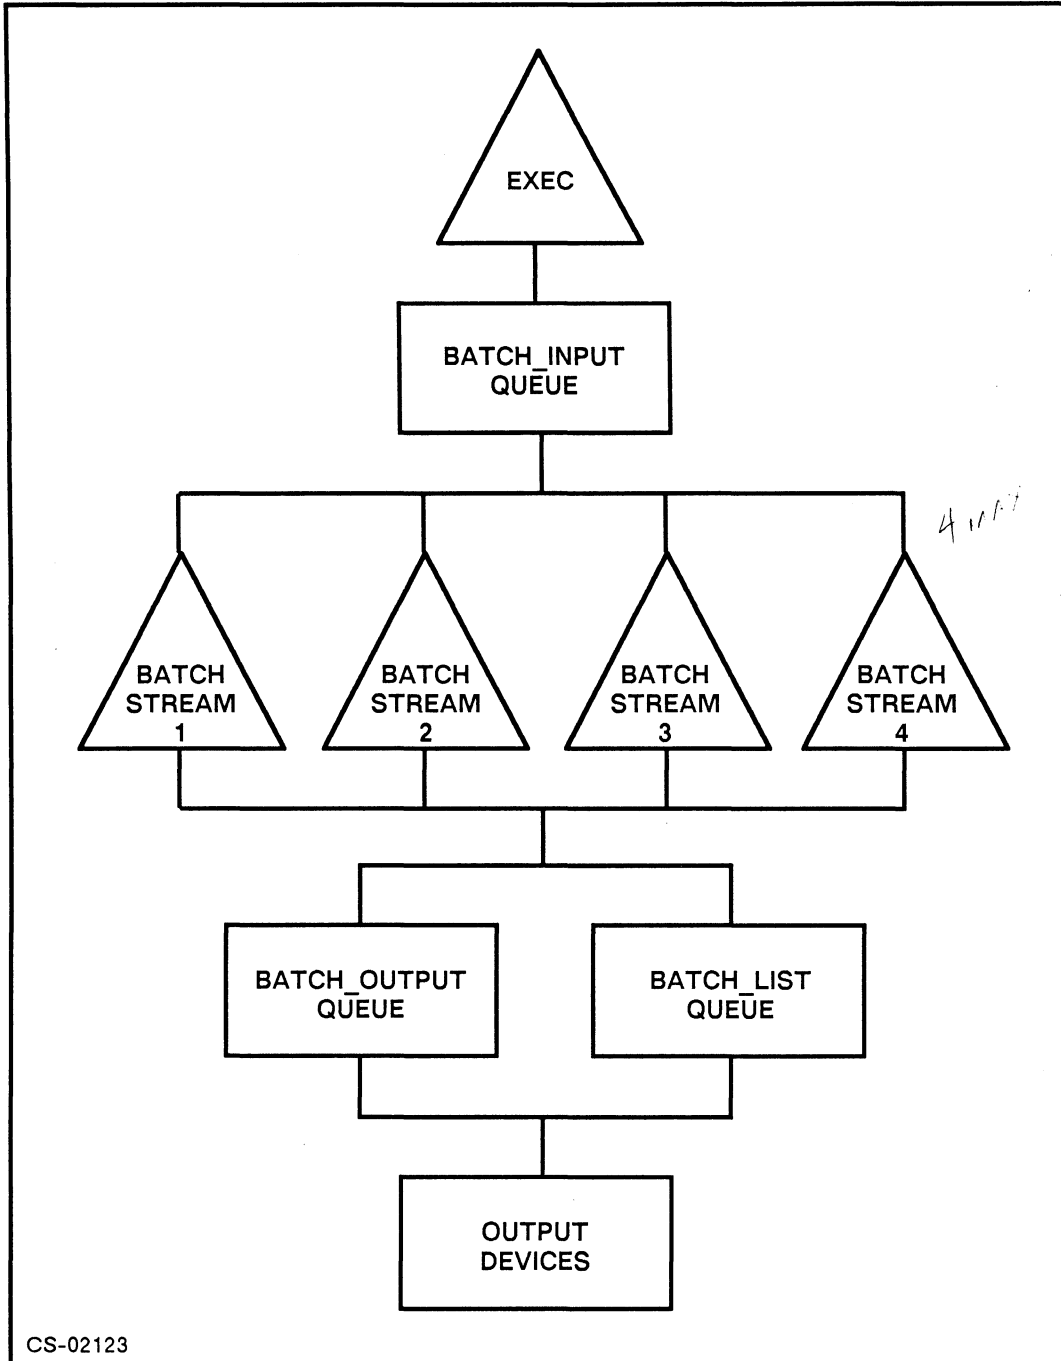 EXEC
BATCH_INPUT
QUEUE
4
BATCH
STREAM
1
BATCH
STREAM
2
BATCH
STREAM
3
BATCH
STREAM
4
BATCH_OUTPUT
QUEUE
BATCH_LIST
QUEUE
OUTPUT
DEVICES
CS-02123